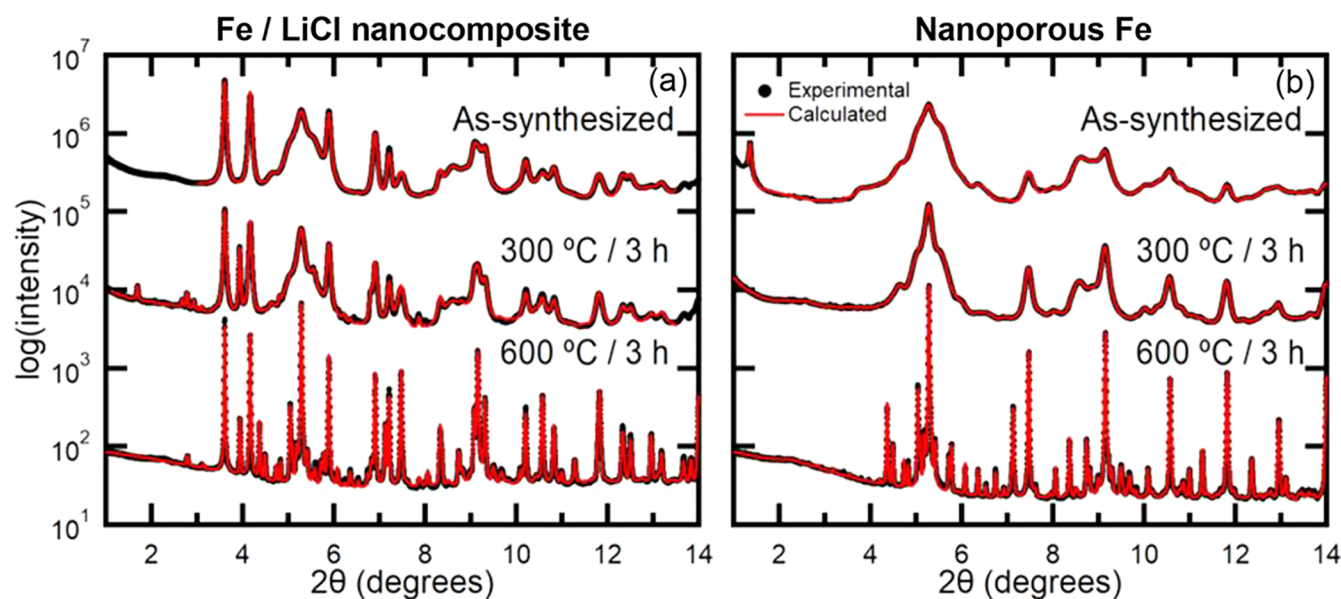 Fe / LiCl nanocomposite
Nanoporous Fe
log(intensity)
10^7
10^6
10^5
10^4
10^3
10^2
10^1
(a)
As-synthesized
300 ºC / 3 h
600 ºC / 3 h
2 4 6 8 10 12 14
2θ (degrees)
(b)
Experimental
Calculated
As-synthesized
300 ºC / 3 h
600 ºC / 3 h
2 4 6 8 10 12 14
2θ (degrees)